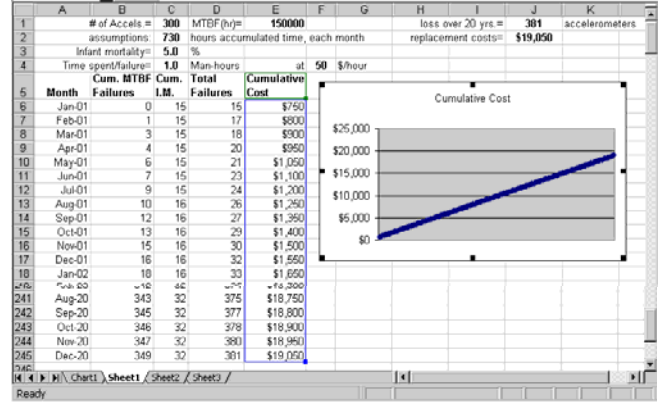 A B C D E F G H I J K
1 # of Accels.= 300 MTBF(hr)= 150000 loss over 20 yrs.= 381 accelerometers
2 assumptions: 730 hours accumulated time, each month replacement costs= $19,050
3 Infant mortality= 5.0 %
4 Time spent/failure= 1.0 Man-hours at 50 $/hour
Cum. MTBF Cum. Total Cumulative
5 Month Failures I.M. Failures Cost
6 Jan-01 0 15 15 $750
7 Feb-01 1 15 17 $800
8 Mar-01 3 15 18 $900
9 Apr-01 4 15 20 $950
10 May-01 6 15 21 $1,050
11 Jun-01 7 15 23 $1,100
12 Jul-01 9 15 24 $1,200
13 Aug-01 10 16 26 $1,250
14 Sep-01 12 16 27 $1,350
15 Oct-01 13 16 29 $1,400
16 Nov-01 15 16 30 $1,500
17 Dec-01 16 16 32 $1,550
18 Jan-02 18 16 33 $1,650
241 Aug-20 343 32 375 $18,750
242 Sep-20 345 32 377 $18,800
243 Oct-20 346 32 378 $18,900
244 Nov-20 347 32 380 $18,950
245 Dec-20 349 32 381 $19,050
Cumulative Cost
$25,000
$20,000
$15,000
$10,000
$5,000
$0
Chart1 Sheet1 Sheet2 Sheet3
Ready